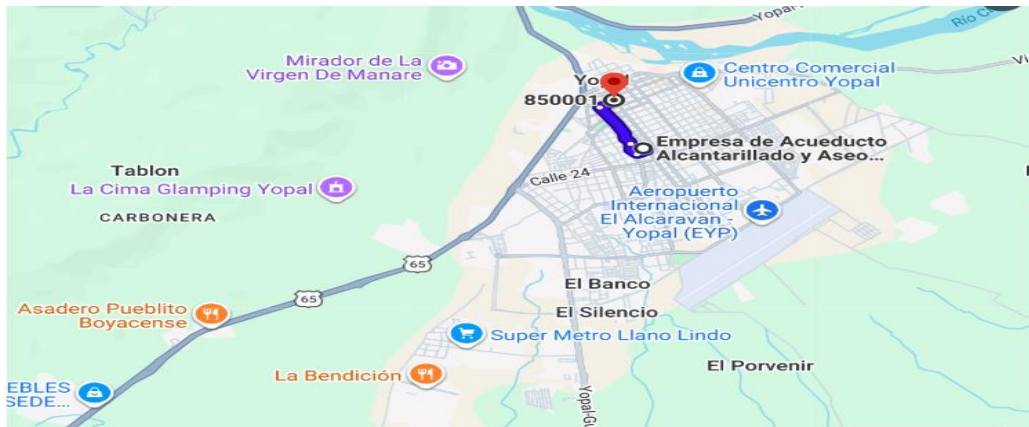 Yopal
Río C
Mirador de La
Virgen De Manare
Centro Comercial
Unicentro Yopal
850001
Empresa de Acueducto
Alcantarillado y Aseo...
Tablon
La Cima Glamping Yopal
Calle 24
CARBONERA
Aeropuerto
Internacional
El Alcaravan -
Yopal (EYP)
65
65
El Banco
El Silencio
Asadero Pueblito
Boyacense
Super Metro Llano Lindo
La Bendición
El Porvenir
EBLES
SEDE...
Yopal-Gu